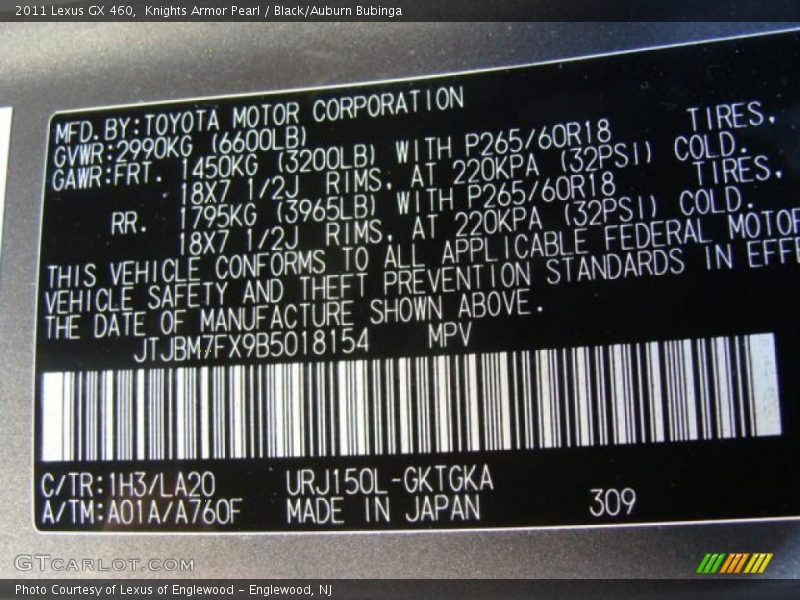 2011 Lexus GX 460, Knights Armor Pearl / Black/Auburn Bubinga
MFD. BY:TOYOTA MOTOR CORPORATION
GVWR:2990KG (6600LB)
GAWR:FRT. 1450KG (3200LB) WITH P265/60R18 TIRES,
18X7 1/2J RIMS, AT 220KPA (32PSI) COLD.
RR. 1795KG (3965LB) WITH P265/60R18 TIRES,
18X7 1/2J RIMS, AT 220KPA (32PSI) COLD.
THIS VEHICLE CONFORMS TO ALL APPLICABLE FEDERAL MOTOR
VEHICLE SAFETY AND THEFT PREVENTION STANDARDS IN EFFE
THE DATE OF MANUFACTURE SHOWN ABOVE.
JTJBM7FX9B5018154 MPV
C/TR:1H3/LA20 URJ150L-GKTGKA
A/TM:A01A/A760F MADE IN JAPAN 309
GTCarLot.com
Photo Courtesy of Lexus of Englewood – Englewood, NJ